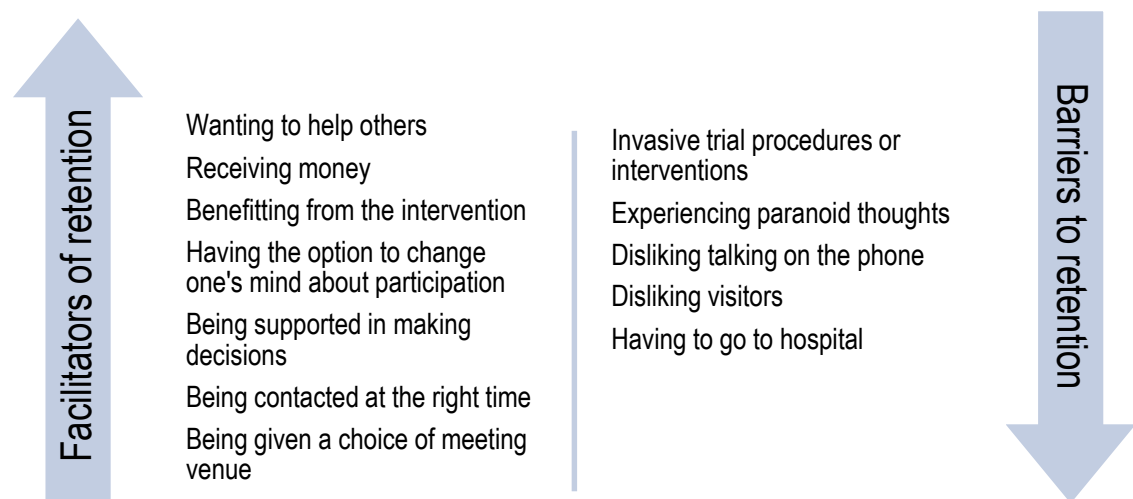 Facilitators of retention
Wanting to help others
Receiving money
Benefitting from the intervention
Having the option to change
one's mind about participation
Being supported in making
decisions
Being contacted at the right time
Being given a choice of meeting
venue
Invasive trial procedures or
interventions
Experiencing paranoid thoughts
Disliking talking on the phone
Disliking visitors
Having to go to hospital
Barriers to retention